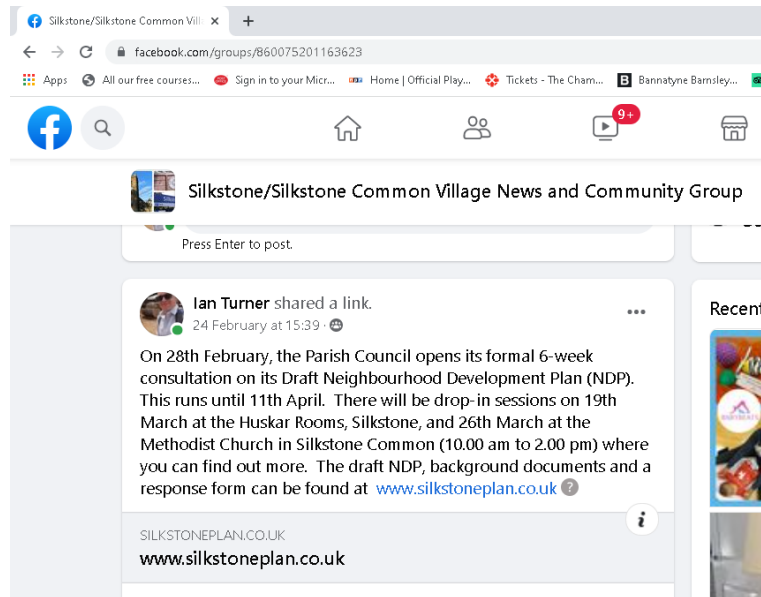 Silkstone/Silkstone Common Vill
facebook.com/groups/860075201163623
Apps All our free courses... Sign in to your Micr... Home | Official Play... Tickets - The Cham... Bannatyne Barnsley...
9+
Silkstone/Silkstone Common Village News and Community Group
Press Enter to post.
Ian Turner shared a link.
24 February at 15:39 ·
Recent
On 28th February, the Parish Council opens its formal 6-week
consultation on its Draft Neighbourhood Development Plan (NDP).
This runs until 11th April. There will be drop-in sessions on 19th
March at the Huskar Rooms, Silkstone, and 26th March at the
Methodist Church in Silkstone Common (10.00 am to 2.00 pm) where
you can find out more. The draft NDP, background documents and a
response form can be found at www.silkstoneplan.co.uk
SILKSTONEPLAN.CO.UK
www.silkstoneplan.co.uk